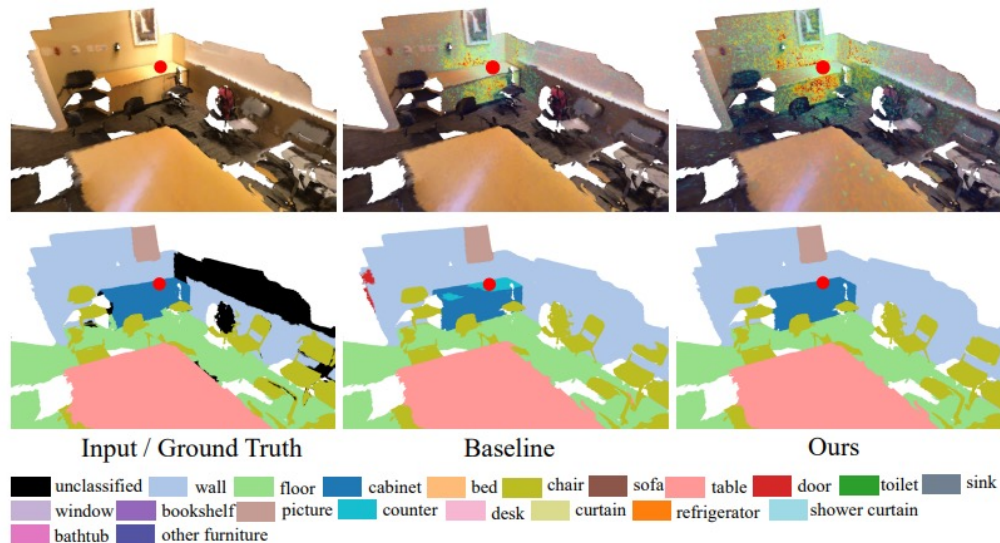 Input / Ground Truth Baseline Ours
unclassified wall floor cabinet bed chair sofa table door toilet sink
window bookshelf picture counter desk curtain refrigerator shower curtain
bathtub other furniture